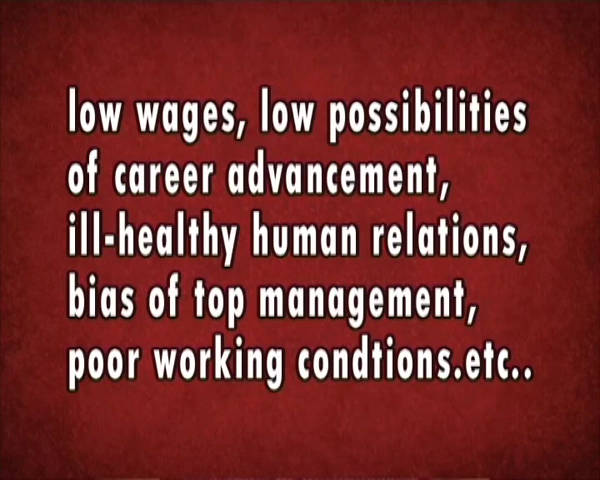 low wages, low possibilities
of career advancement,
ill-healthy human relations,
bias of top management,
poor working condtions.etc..